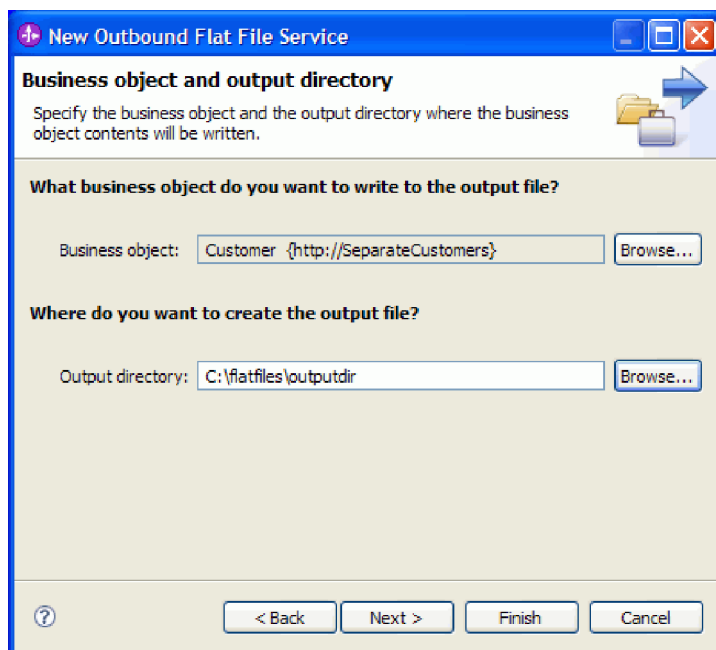 New Outbound Flat File Service
Business object and output directory
Specify the business object and the output directory where the business
object contents will be written.
What business object do you want to write to the output file?
Business object: Customer {http://SeparateCustomers} Browse...
Where do you want to create the output file?
Output directory: C:\flatfiles\outputdir Browse...
? < Back Next > Finish Cancel